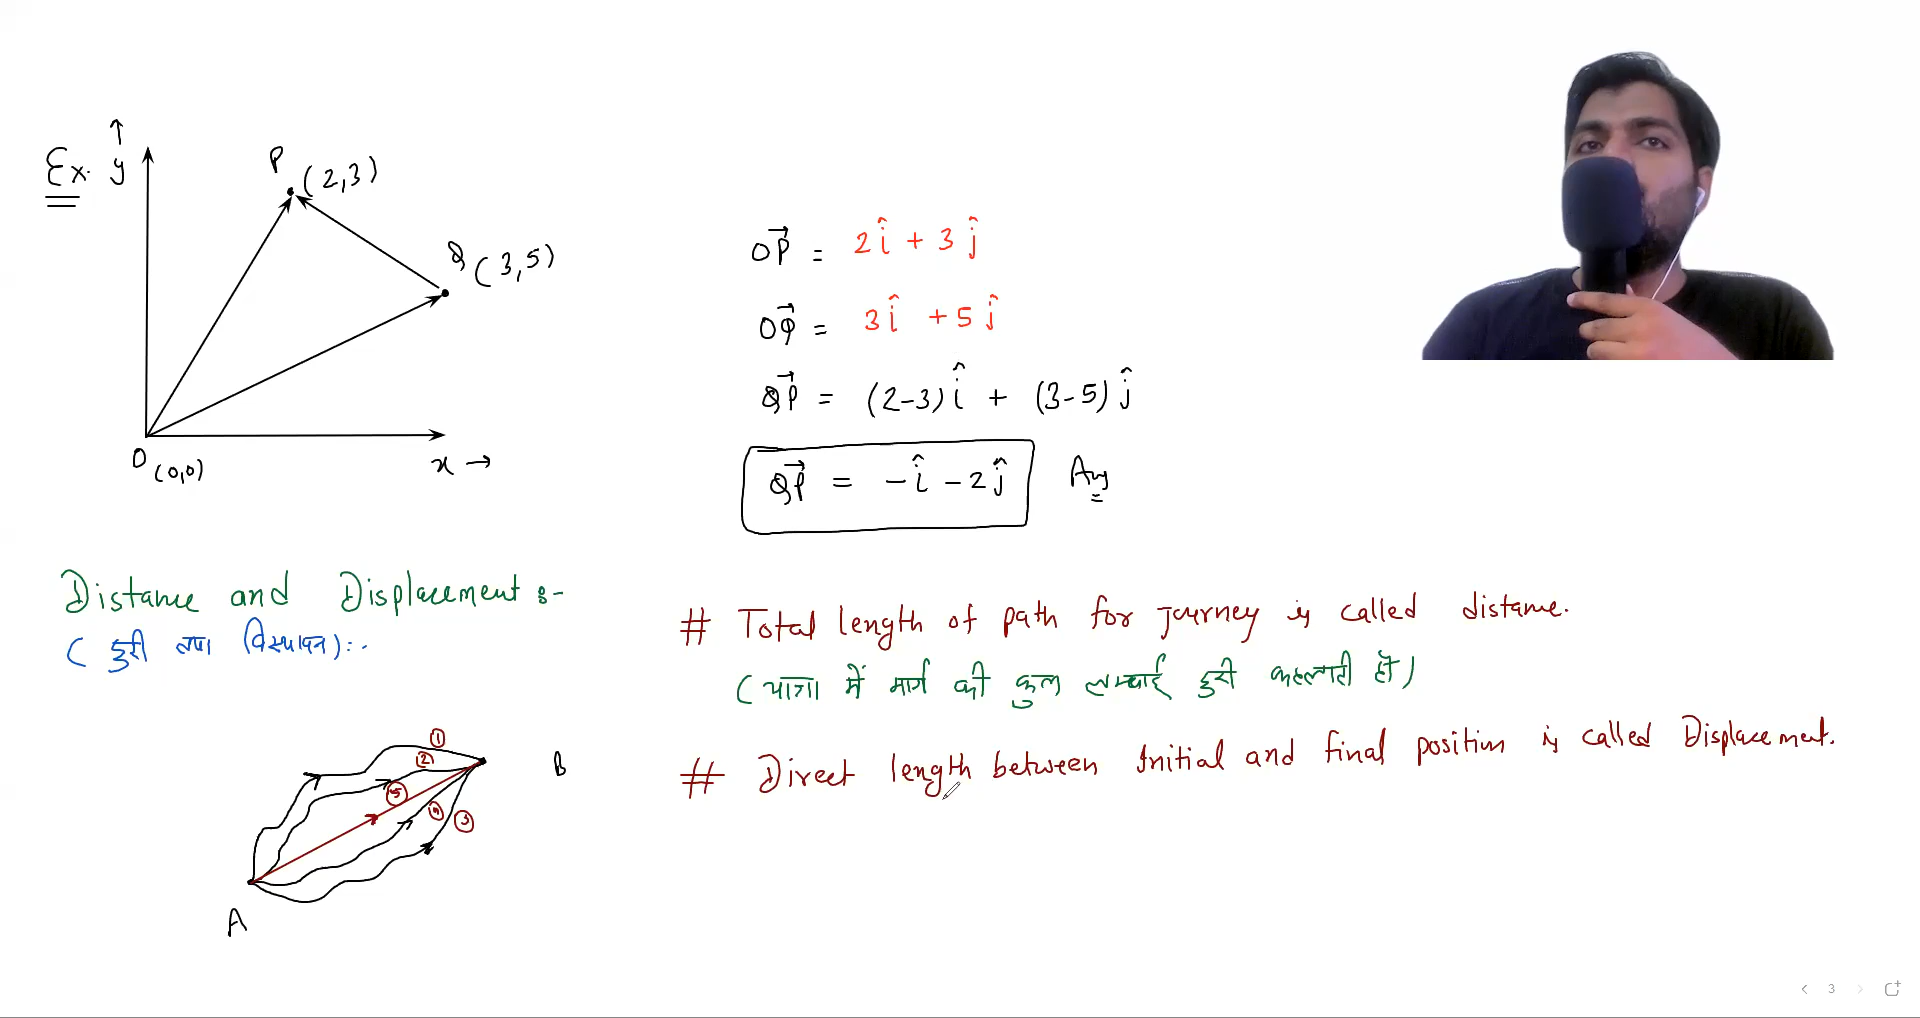 Ex. y ↑
P (2,3)
Q (3,5)
O (0,0)
x →
OP⃗ = 2î + 3ĵ
OQ⃗ = 3î + 5ĵ
QP⃗ = (2-3)î + (3-5)ĵ
QP⃗ = -î - 2ĵ Ans
Distance and Displacement :-
(दुरी तथा विस्थापन) :-
# Total length of path for journey is called distance.
(यात्रा में मार्ग की कुल लम्बाई दुरी कहलाती है।)
# Direct length between Initial and final position is called Displacement.
① ② ⑤ ④ ③
A
B
3